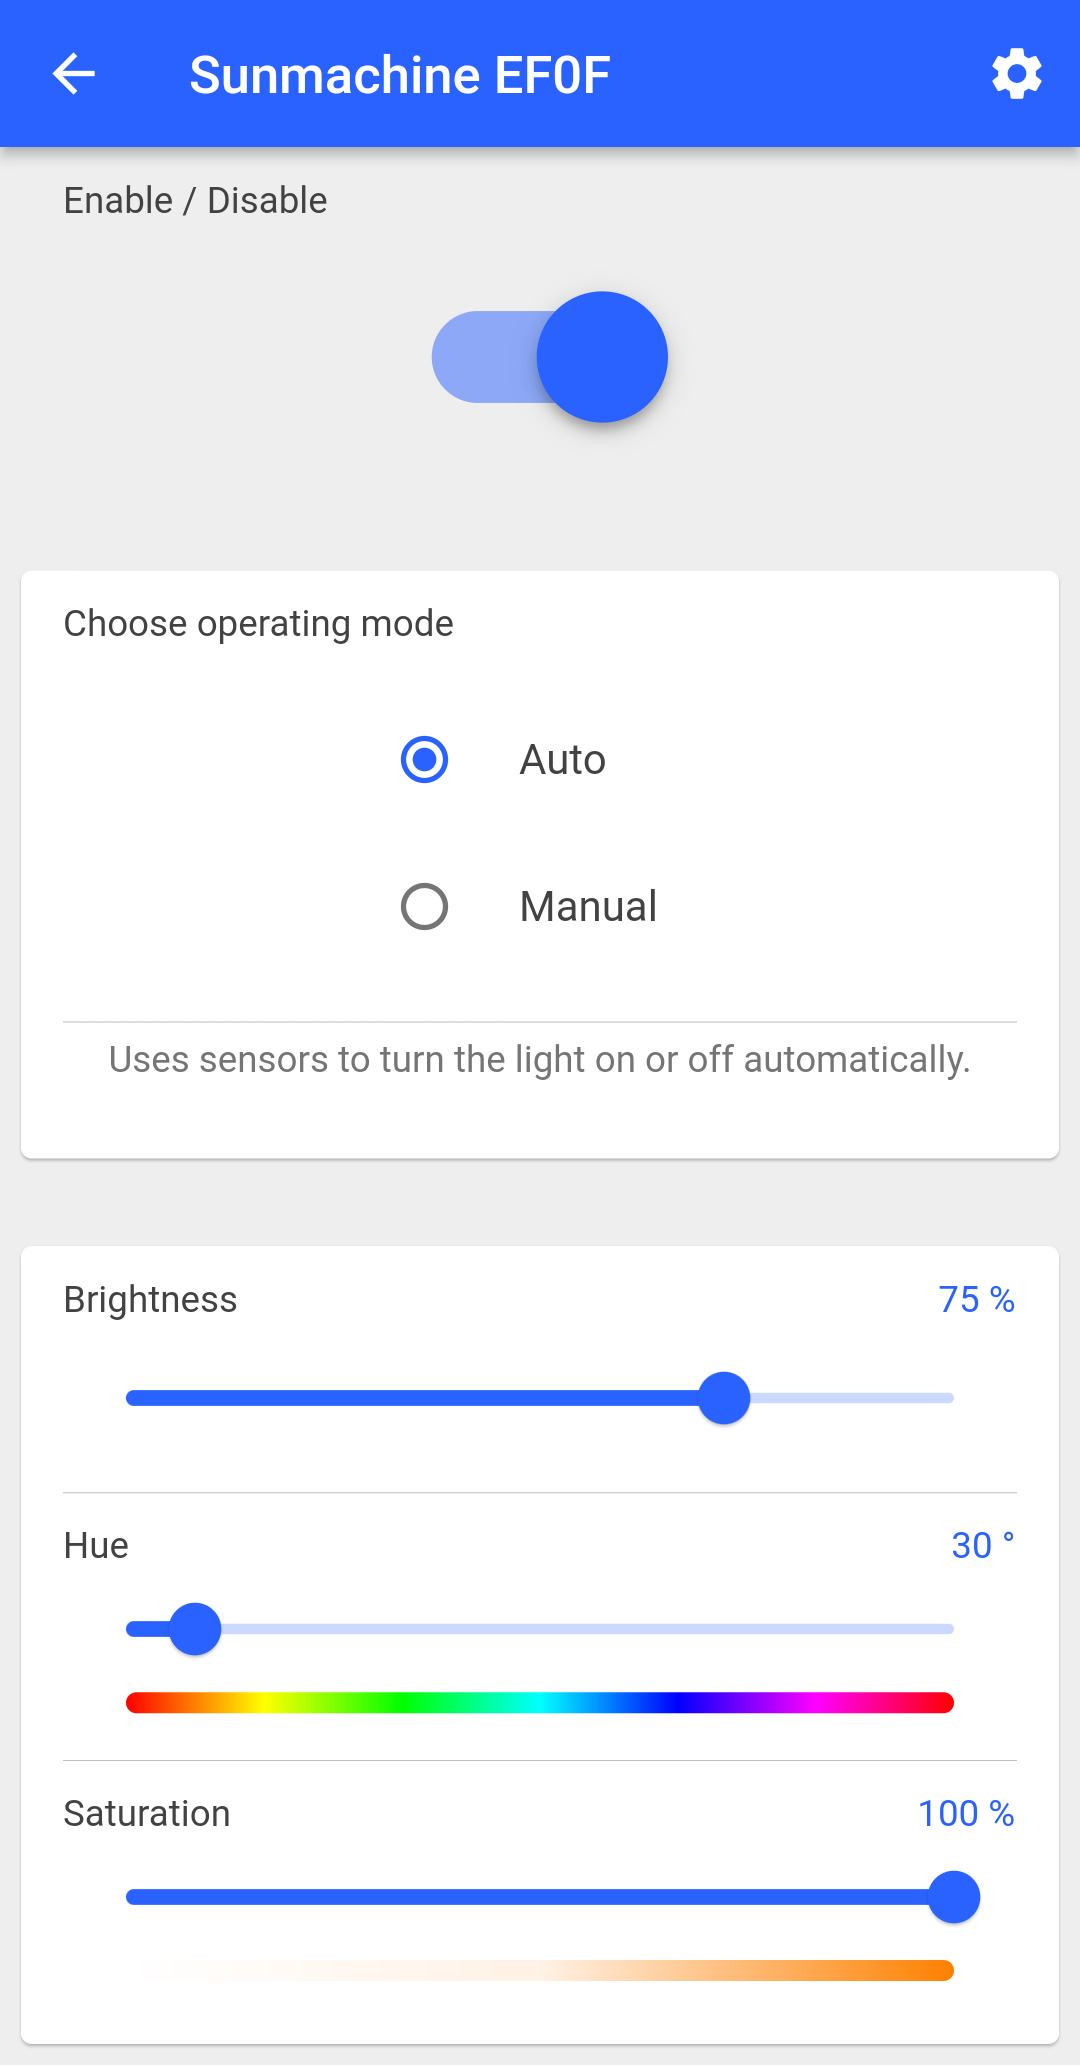 Sunmachine EF0F
Enable / Disable
Choose operating mode
Auto
Manual
Uses sensors to turn the light on or off automatically.
Brightness 75 %
Hue 30 °
Saturation 100 %